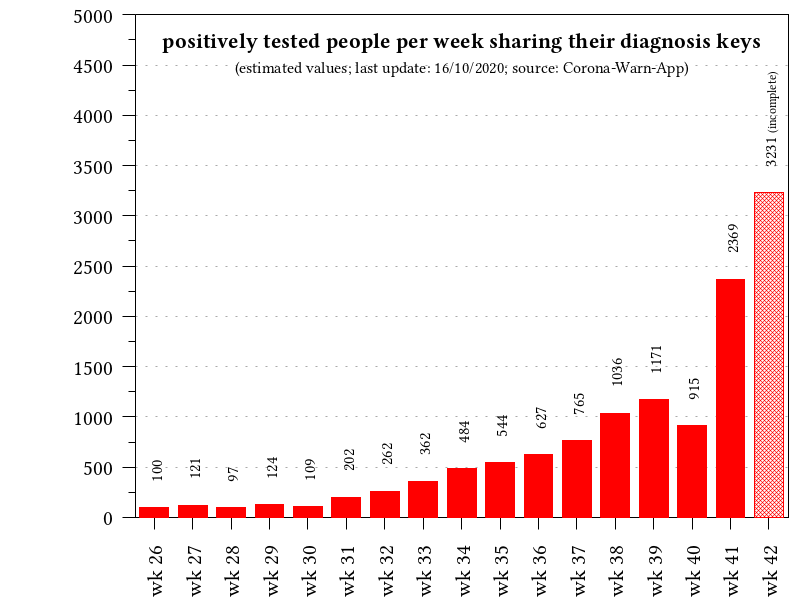 positively tested people per week sharing their diagnosis keys
(estimated values; last update: 16/10/2020; source: Corona-Warn-App)
5000
4500
4000
3500
3000
2500
2000
1500
1000
500
0
100
121
97
124
109
202
262
362
484
544
627
765
1036
1171
915
2369
3231 (incomplete)
wk 26
wk 27
wk 28
wk 29
wk 30
wk 31
wk 32
wk 33
wk 34
wk 35
wk 36
wk 37
wk 38
wk 39
wk 40
wk 41
wk 42